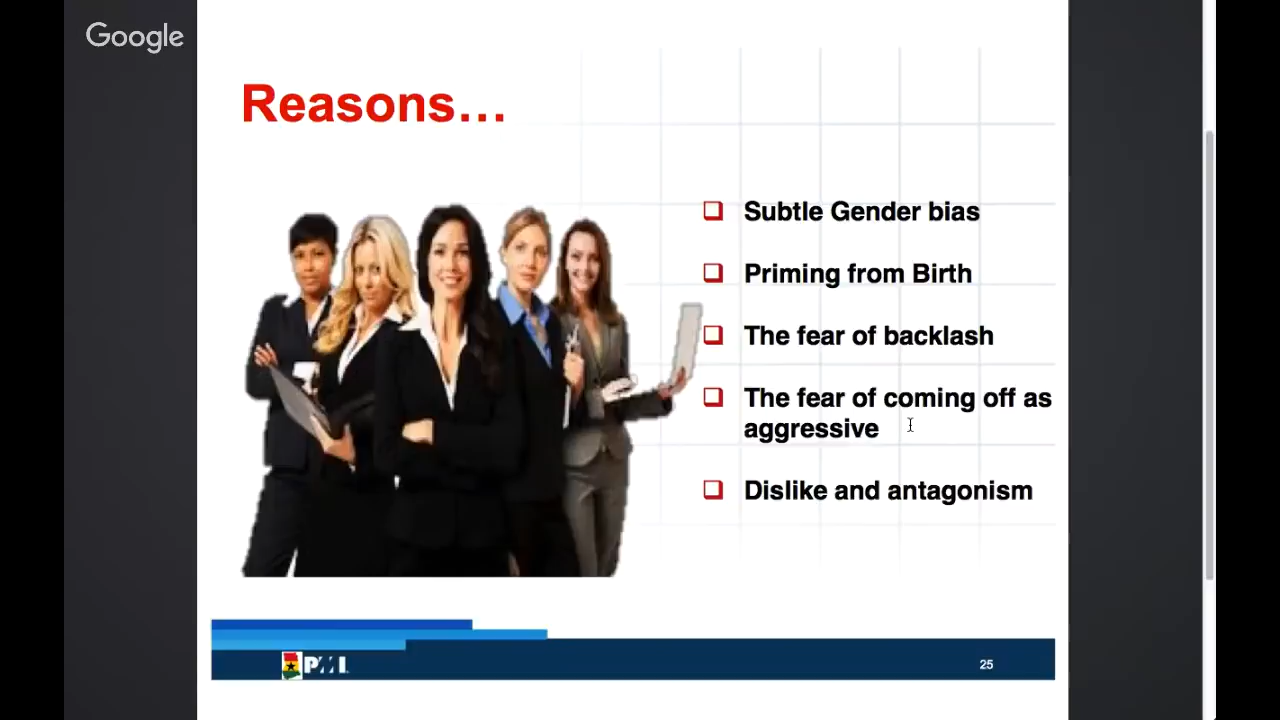 Google
Reasons…
Subtle Gender bias
Priming from Birth
The fear of backlash
The fear of coming off as
aggressive
Dislike and antagonism
PMI
25